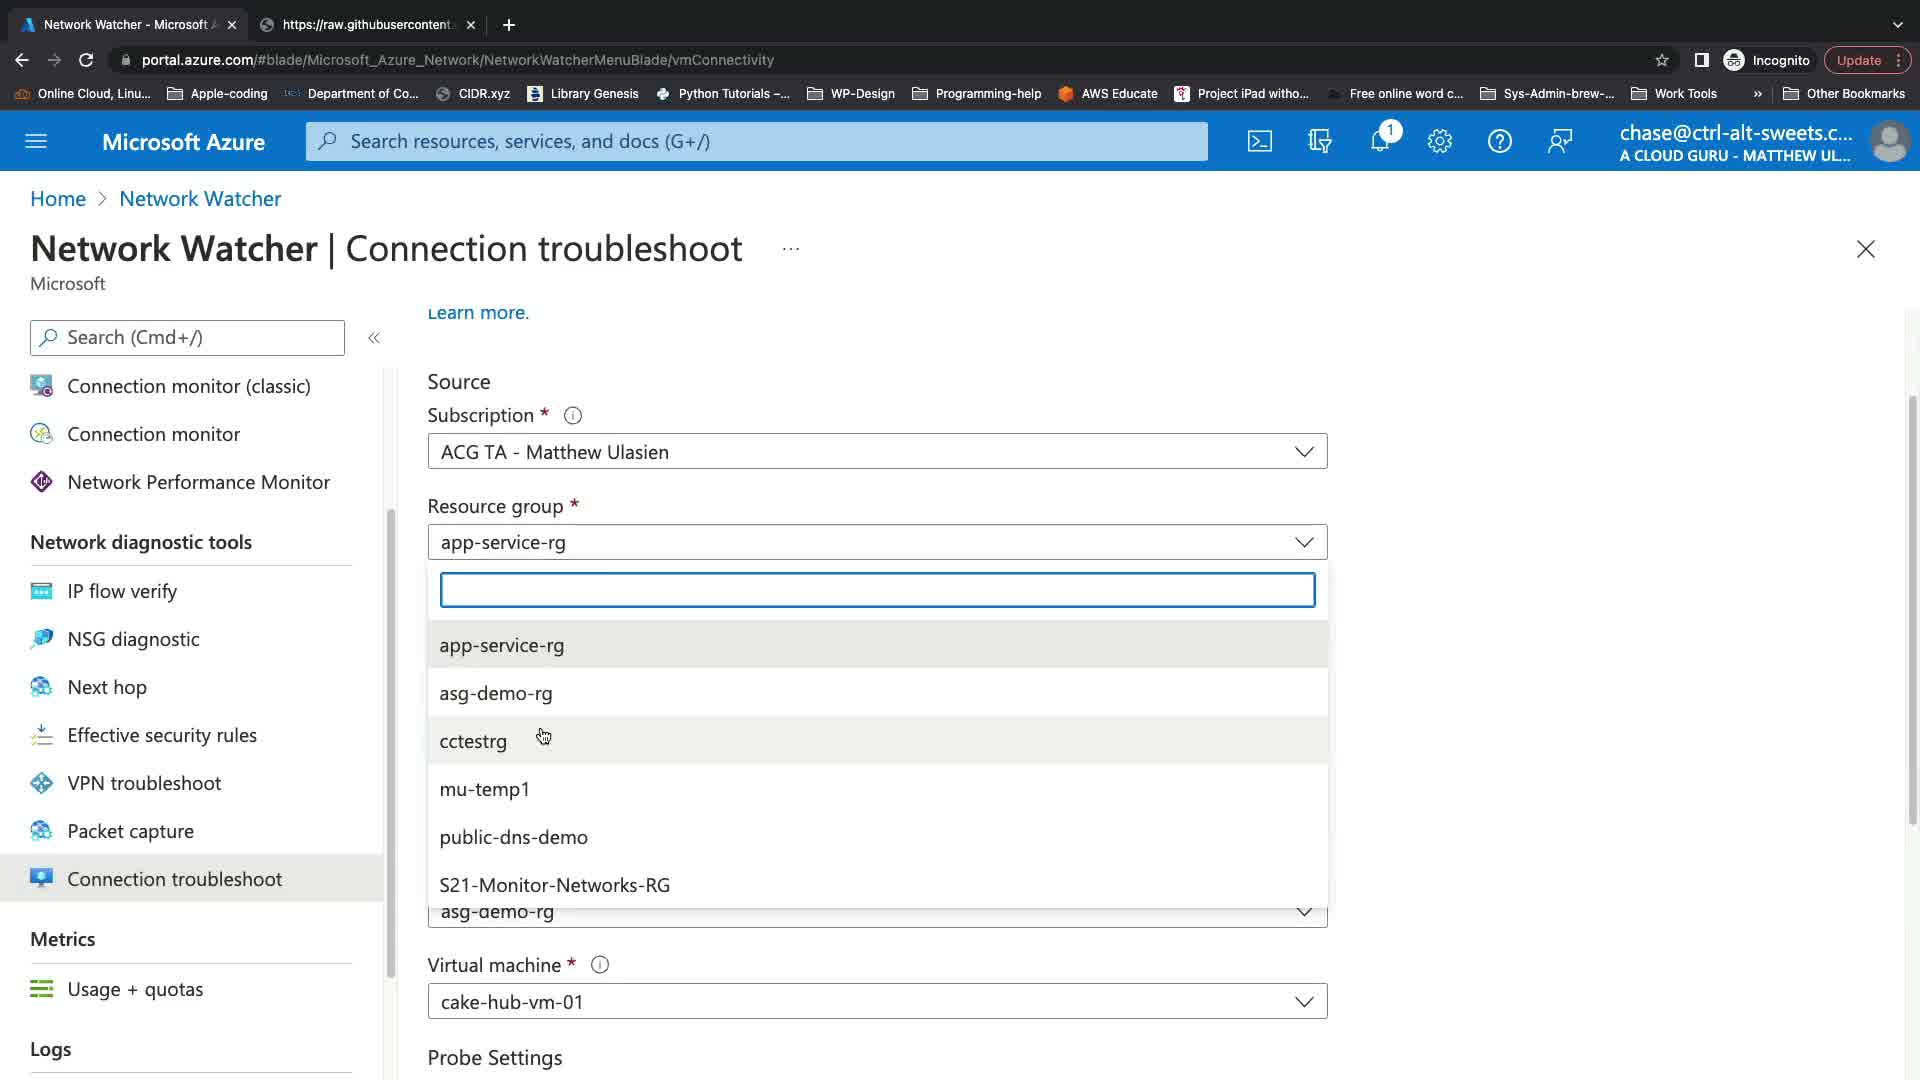 Network Watcher - Microsoft A
https://raw.githubusercontent.
portal.azure.com/#blade/Microsoft_Azure_Network/NetworkWatcherMenuBlade/vmConnectivity
Incognito
Update
Online Cloud, Linu...
Apple-coding
Department of Co...
CIDR.xyz
Library Genesis
Python Tutorials –...
WP-Design
Programming-help
AWS Educate
Project iPad witho...
Free online word c...
Sys-Admin-brew-...
Work Tools
»
Other Bookmarks
Microsoft Azure
Search resources, services, and docs (G+/)
1
chase@ctrl-alt-sweets.c...
A CLOUD GURU - MATTHEW UL...
Home > Network Watcher
Network Watcher | Connection troubleshoot ...
Microsoft
Search (Cmd+/)
«
Connection monitor (classic)
Connection monitor
Network Performance Monitor
Network diagnostic tools
IP flow verify
NSG diagnostic
Next hop
Effective security rules
VPN troubleshoot
Packet capture
Connection troubleshoot
Metrics
Usage + quotas
Logs
Learn more.
Source
Subscription *
ACG TA - Matthew Ulasien
Resource group *
app-service-rg
app-service-rg
asg-demo-rg
cctestrg
mu-temp1
public-dns-demo
S21-Monitor-Networks-RG
asg-demo-rg
Virtual machine *
cake-hub-vm-01
Probe Settings